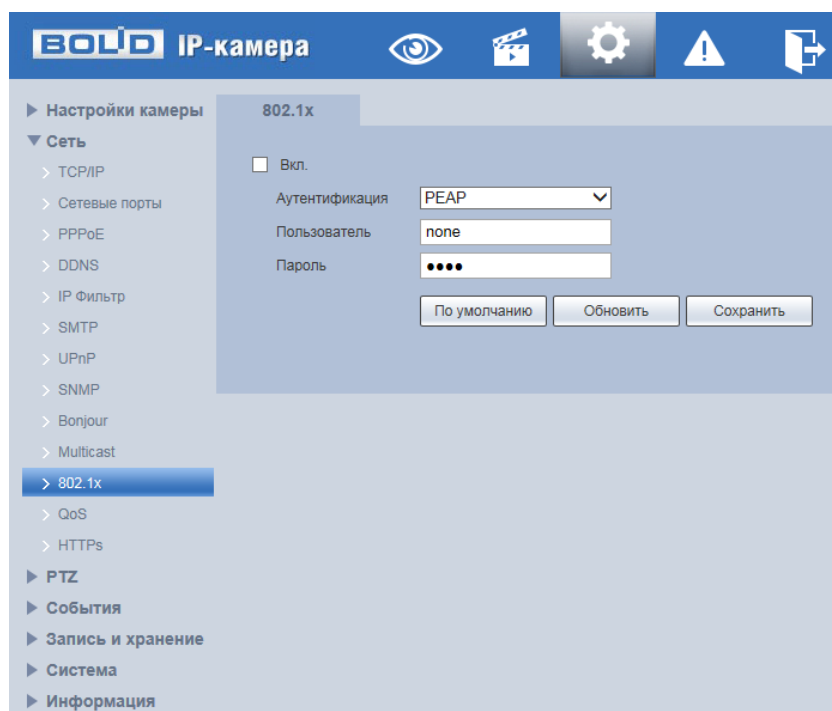 BOLID IP-камера
Настройки камеры
Сеть
TCP/IP
Сетевые порты
PPPoE
DDNS
IP Фильтр
SMTP
UPnP
SNMP
Bonjour
Multicast
802.1x
QoS
HTTPs
PTZ
События
Запись и хранение
Система
Информация
802.1x
Вкл.
Аутентификация PEAP
Пользователь none
Пароль ●●●●
По умолчанию Обновить Сохранить